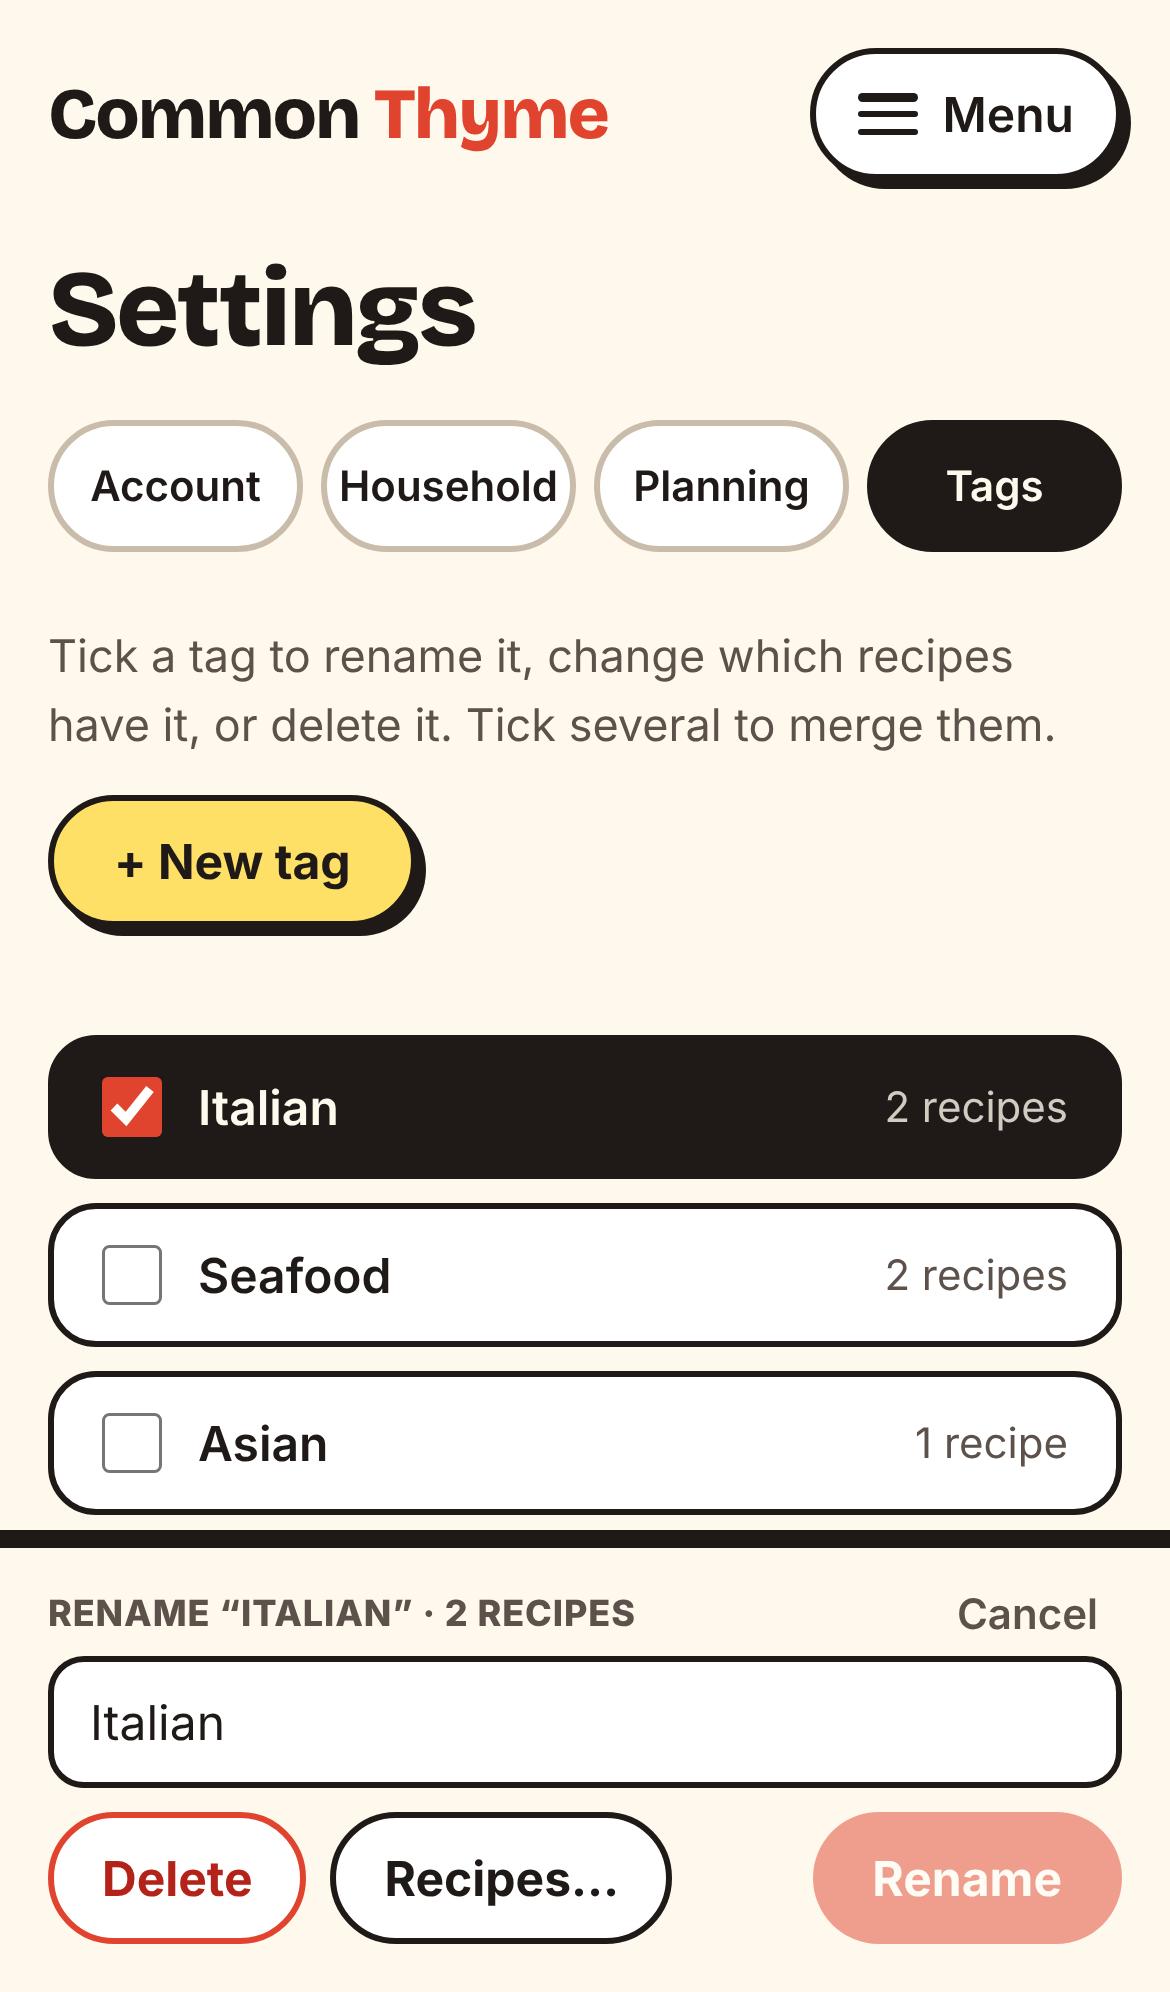 Common Thyme
Menu
Settings
Account
Household
Planning
Tags
Tick a tag to rename it, change which recipes
have it, or delete it. Tick several to merge them.
+ New tag
Italian
2 recipes
Seafood
2 recipes
Asian
1 recipe
RENAME “ITALIAN” · 2 RECIPES
Cancel
Italian
Delete
Recipes…
Rename